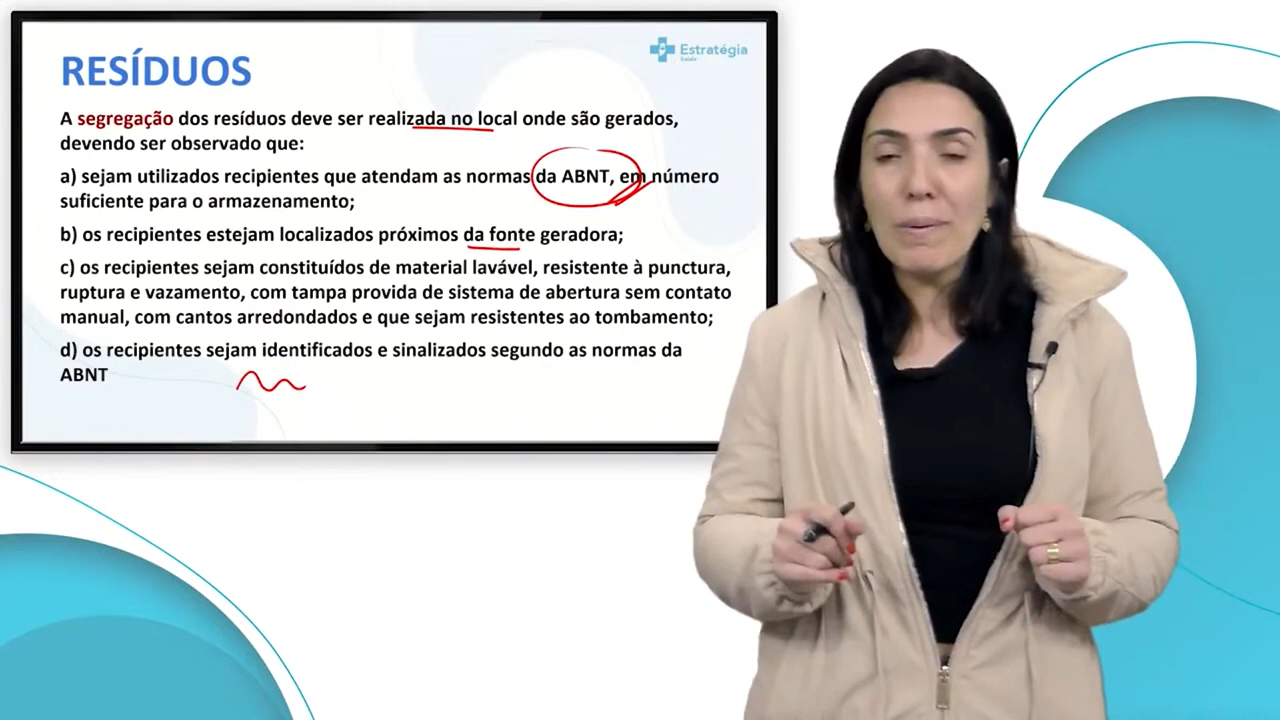 RESÍDUOS
Estratégia
Saúde
A segregação dos resíduos deve ser realizada no local onde são gerados,
devendo ser observado que:
a) sejam utilizados recipientes que atendam as normas da ABNT, em número
suficiente para o armazenamento;
b) os recipientes estejam localizados próximos da fonte geradora;
c) os recipientes sejam constituídos de material lavável, resistente à punctura,
ruptura e vazamento, com tampa provida de sistema de abertura sem contato
manual, com cantos arredondados e que sejam resistentes ao tombamento;
d) os recipientes sejam identificados e sinalizados segundo as normas da
ABNT